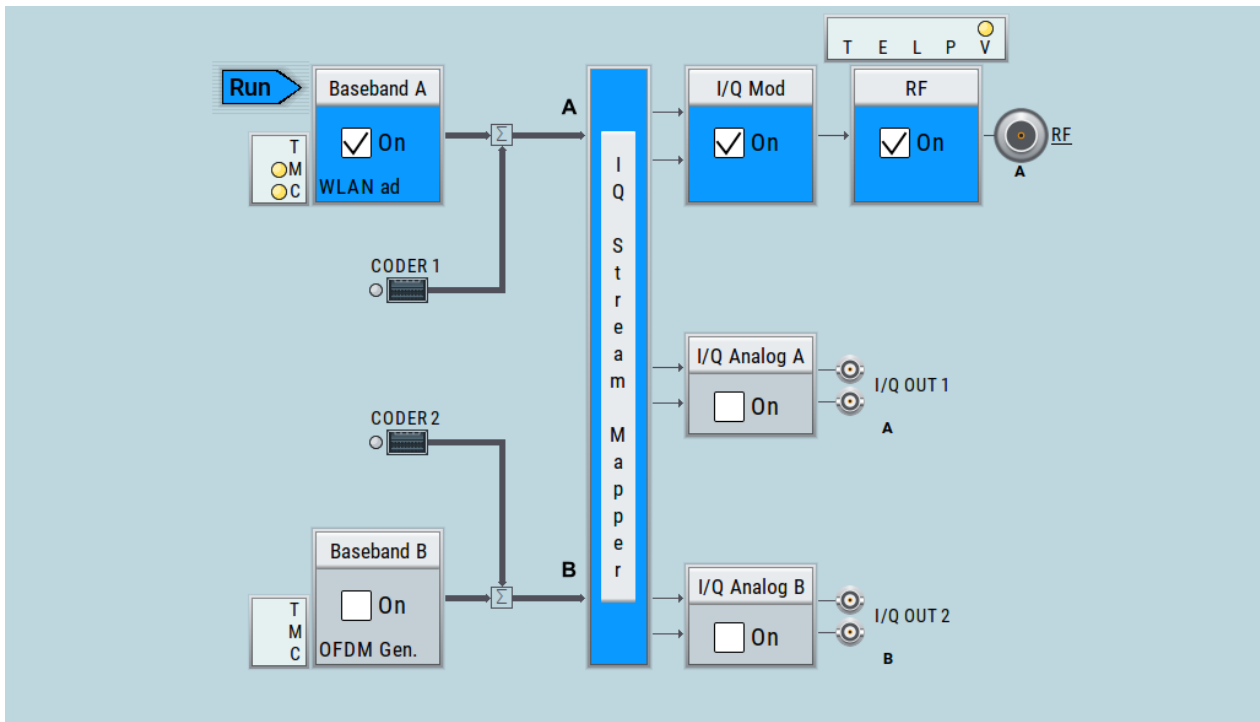 T E L P V
Run
Baseband A
On
WLAN ad
T
M
C
A
I/Q Mod
On
RF
On
RF
A
CODER 1
I
Q
S
t
r
e
a
m
M
a
p
p
e
r
I/Q Analog A
On
I/Q OUT 1
A
CODER 2
Baseband B
On
OFDM Gen.
T
M
C
B
I/Q Analog B
On
I/Q OUT 2
B
Σ
Σ